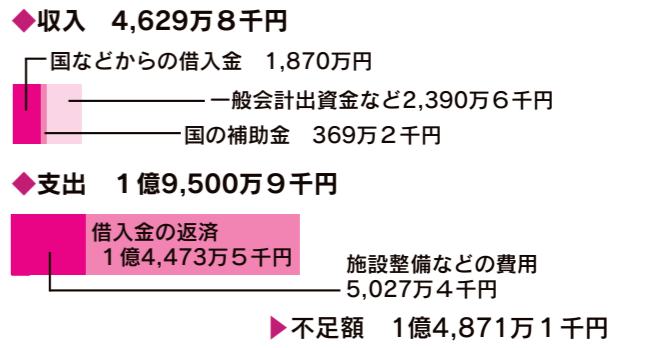 ◆収入　4,629万8千円
国などからの借入金　1,870万円
一般会計出資金など2,390万6千円
国の補助金　369万2千円
◆支出　1億9,500万9千円
借入金の返済
1億4,473万5千円
施設整備などの費用
5,027万4千円
▶不足額　1億4,871万1千円